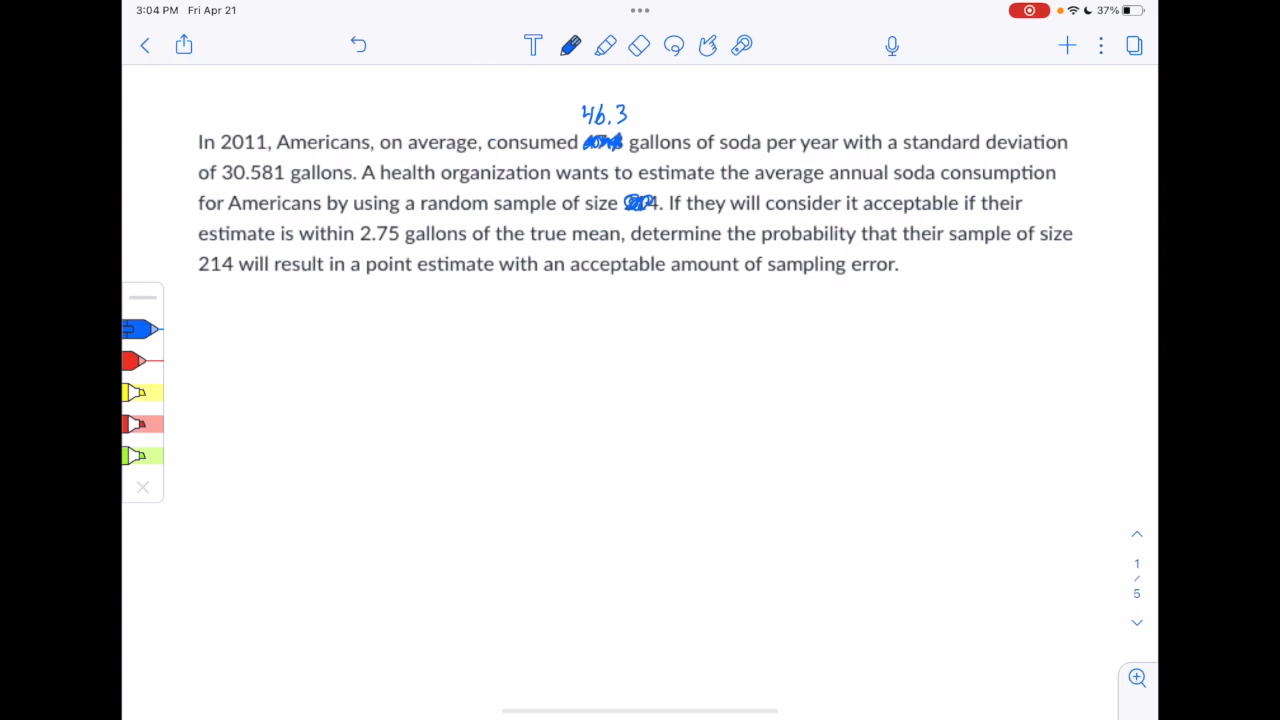 3:04 PM Fri Apr 21
37%
T
46.3
In 2011, Americans, on average, consumed gallons of soda per year with a standard deviation
of 30.581 gallons. A health organization wants to estimate the average annual soda consumption
for Americans by using a random sample of size 4. If they will consider it acceptable if their
estimate is within 2.75 gallons of the true mean, determine the probability that their sample of size
214 will result in a point estimate with an acceptable amount of sampling error.
1
/
5